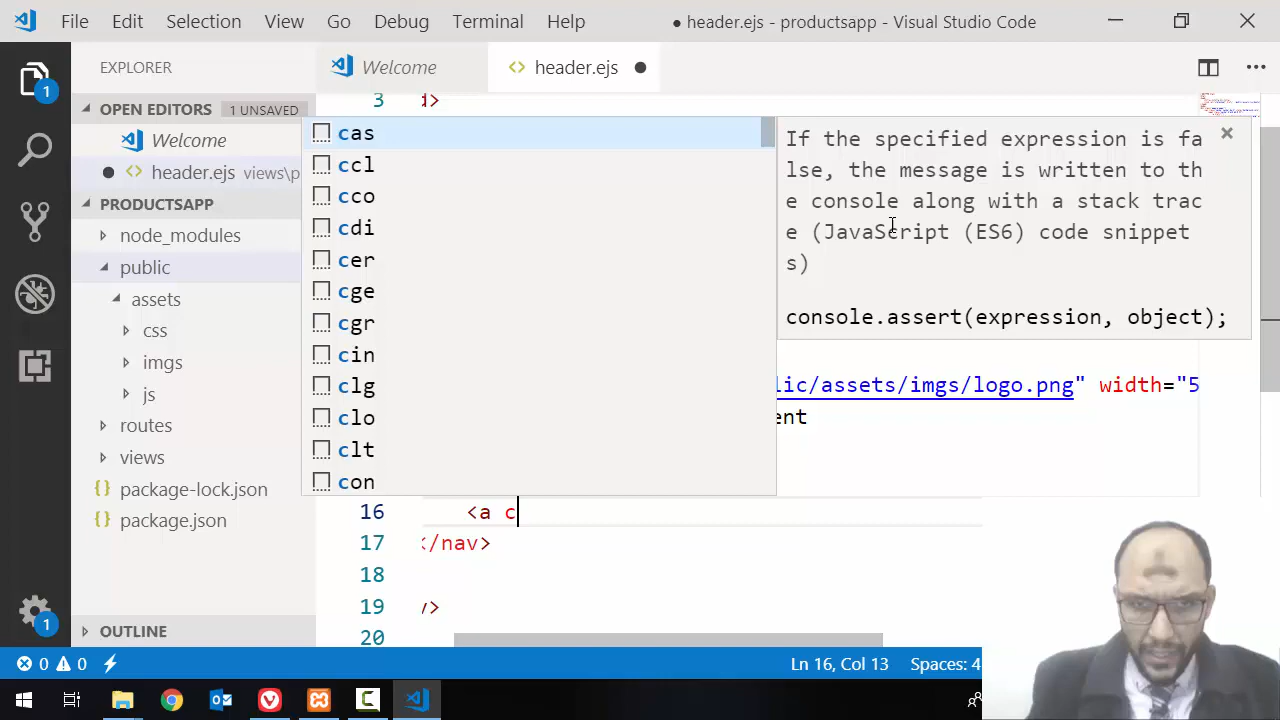 File Edit Selection View Go Debug Terminal Help ● header.ejs - productsapp - Visual Studio Code
EXPLORER
Welcome
header.ejs ●
OPEN EDITORS 1 UNSAVED
Welcome
header.ejs views\p
PRODUCTSAPP
node_modules
public
assets
css
imgs
js
routes
views
package-lock.json
package.json
OUTLINE
1
1
3 d>
cas
ccl
cco
cdi
cer
cge
cgr
cin
clg
clo
clt
con
If the specified expression is fa
lse, the message is written to th
e console along with a stack trac
e (JavaScript (ES6) code snippet
s)
console.assert(expression, object);
lic/assets/imgs/logo.png" width="5
ent
16 <a c
17 </nav>
18
19 >
20
0 0 Ln 16, Col 13 Spaces: 4